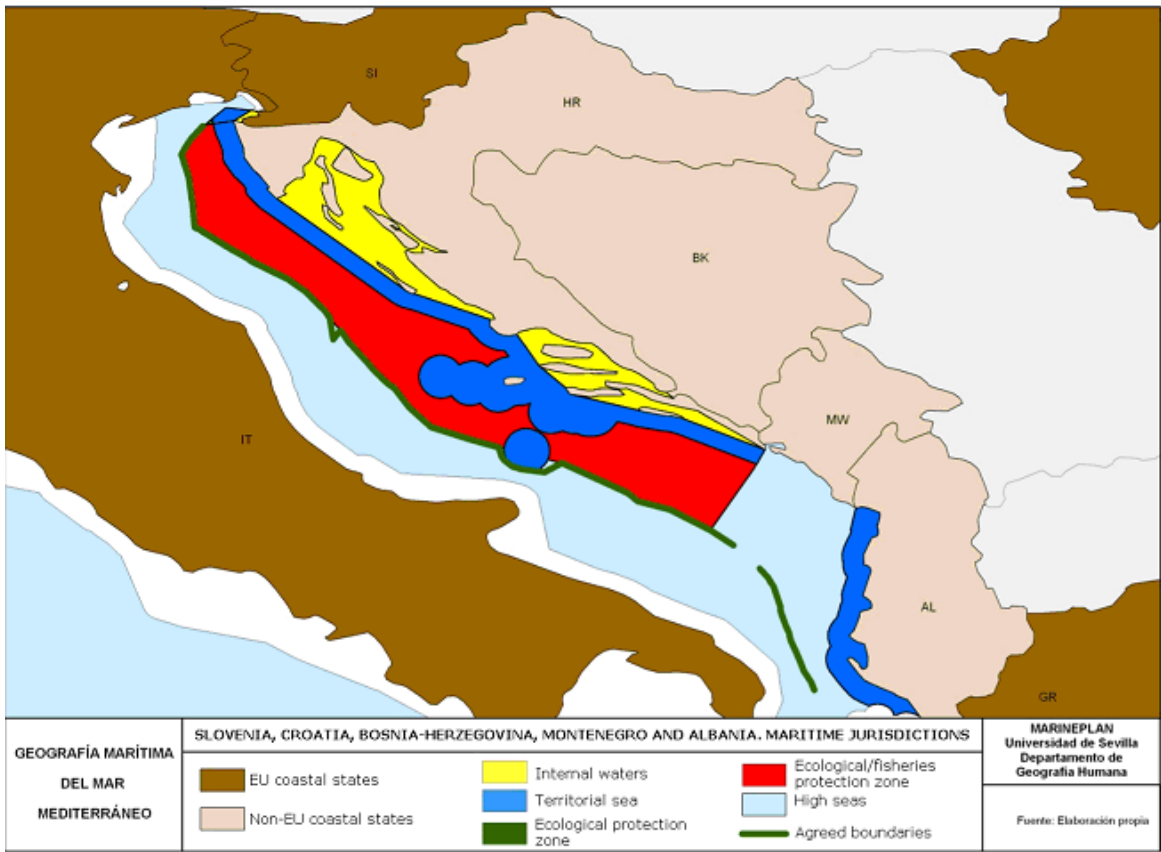 SI
HR
BK
IT
MW
AL
GR
GEOGRAFÍA MARÍTIMA
DEL MAR
MEDITERRÁNEO
SLOVENIA, CROATIA, BOSNIA-HERZEGOVINA, MONTENEGRO AND ALBANIA. MARITIME JURISDICTIONS
EU coastal states
Non-EU coastal states
Internal waters
Territorial sea
Ecological protection
zone
Ecological/fisheries
protection zone
High seas
Agreed boundaries
MARINEPLAN
Universidad de Sevilla
Departamento de
Geografía Humana
Fuente: Elaboración propia